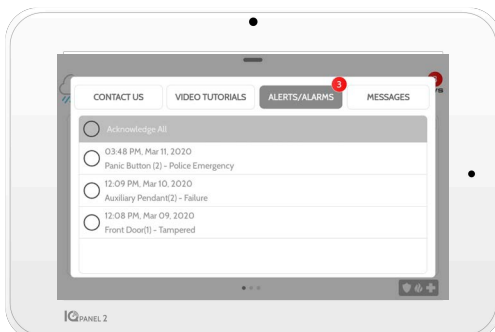 3
CONTACT US
VIDEO TUTORIALS
ALERTS/ALARMS
MESSAGES
Acknowledge All
03:48 PM, Mar 11, 2020
Panic Button (2) - Police Emergency
12:09 PM, Mar 10, 2020
Auxiliary Pendant(2) - Failure
12:08 PM, Mar 09, 2020
Front Door(1) - Tampered
IQ PANEL 2